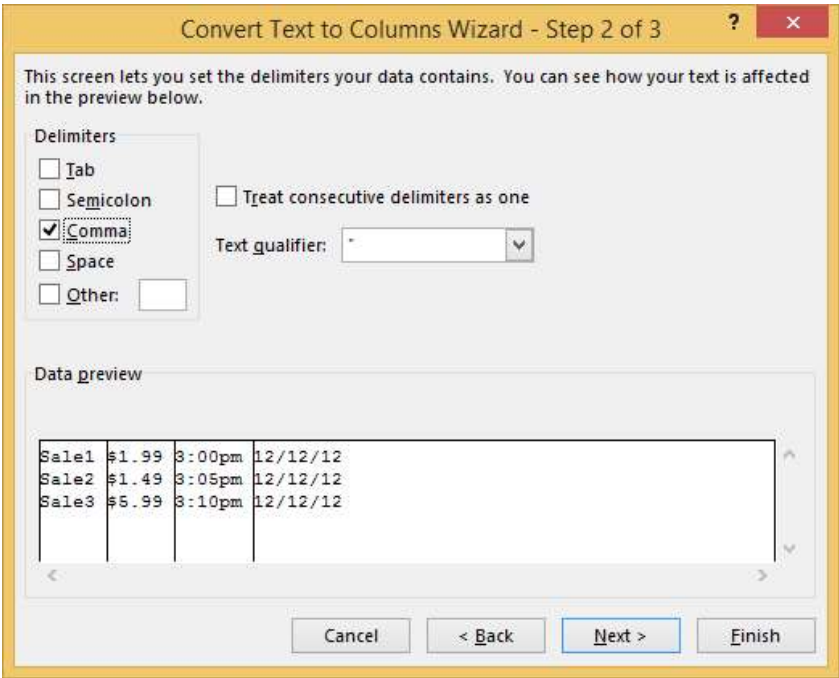 Convert Text to Columns Wizard - Step 2 of 3 ? ×
This screen lets you set the delimiters your data contains.  You can see how your text is affected
in the preview below.
Delimiters
Tab
Semicolon
Comma
Space
Other:
Treat consecutive delimiters as one
Text qualifier: "
Data preview
Sale1 $1.99 3:00pm 12/12/12
Sale2 $1.49 3:05pm 12/12/12
Sale3 $5.99 3:10pm 12/12/12
Cancel < Back Next > Finish